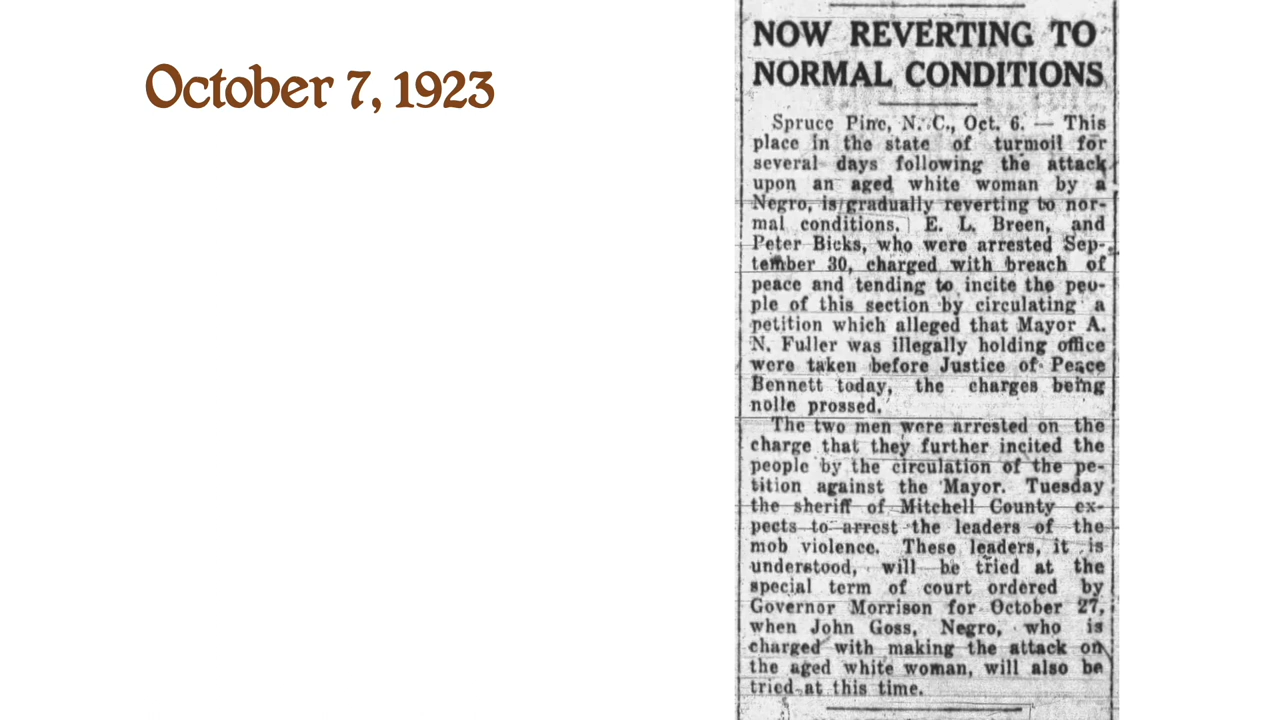 October 7, 1923
NOW REVERTING TO
NORMAL CONDITIONS
Spruce Pine, N. C., Oct. 6. — This
place in the state of turmoil for
several days following the attack
upon an aged white woman by a
Negro, is gradually reverting to nor-
mal conditions. E. L. Breen, and
Peter Bicks, who were arrested Sep-
tember 30, charged with breach of
peace and tending to incite the peo-
ple of this section by circulating a
petition which alleged that Mayor A.
N. Fuller was illegally holding office
were taken before Justice of Peace
Bennett today, the charges being
nolle prossed.
The two men were arrested on the
charge that they further incited the
people by the circulation of the pe-
tition against the Mayor. Tuesday
the sheriff of Mitchell County ex-
pects to arrest the leaders of the
mob violence. These leaders, it is
understood, will be tried at the
special term of court ordered by
Governor Morrison for October 27,
when John Goss, Negro, who is
charged with making the attack on
the aged white woman, will also be
tried at this time.